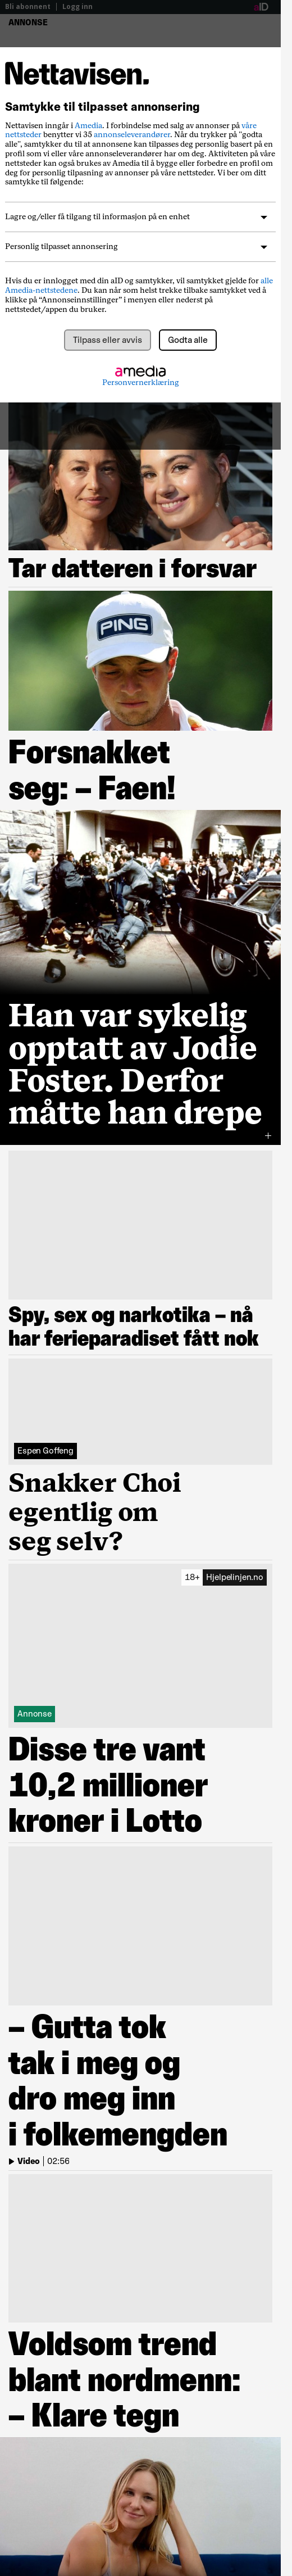 Bli abonnent | Logg inn
aID
ANNONSE
Nettavisen.
Samtykke til tilpasset annonsering
Nettavisen inngår i Amedia. I forbindelse med salg av annonser på våre
nettsteder benytter vi 35 annonseleverandører. Når du trykker på "godta
alle", samtykker du til at annonsene kan tilpasses deg personlig basert på en
profil som vi eller våre annonseleverandører har om deg. Aktiviteten på våre
nettsteder kan også brukes av Amedia til å bygge eller forbedre en profil om
deg for personlig tilpasning av annonser på våre nettsteder. Vi ber om ditt
samtykke til følgende:
Lagre og/eller få tilgang til informasjon på en enhet
Personlig tilpasset annonsering
Hvis du er innlogget med din aID og samtykker, vil samtykket gjelde for alle
Amedia-nettstedene. Du kan når som helst trekke tilbake samtykket ved å
klikke på “Annonseinnstillinger” i menyen eller nederst på
nettstedet/appen du bruker.
Tilpass eller avvis
Godta alle
amedia
Personvernerklæring
Tar datteren i forsvar
PING
Forsnakket
seg: – Faen!
Han var sykelig
opptatt av Jodie
Foster. Derfor
måtte han drepe
+
Spy, sex og narkotika – nå
har ferieparadiset fått nok
Espen Goffeng
Snakker Choi
egentlig om
seg selv?
18+ Hjelpelinjen.no
Annonse
Disse tre vant
10,2 millioner
kroner i Lotto
– Gutta tok
tak i meg og
dro meg inn
i folkemengden
Video | 02:56
Voldsom trend
blant nordmenn:
– Klare tegn